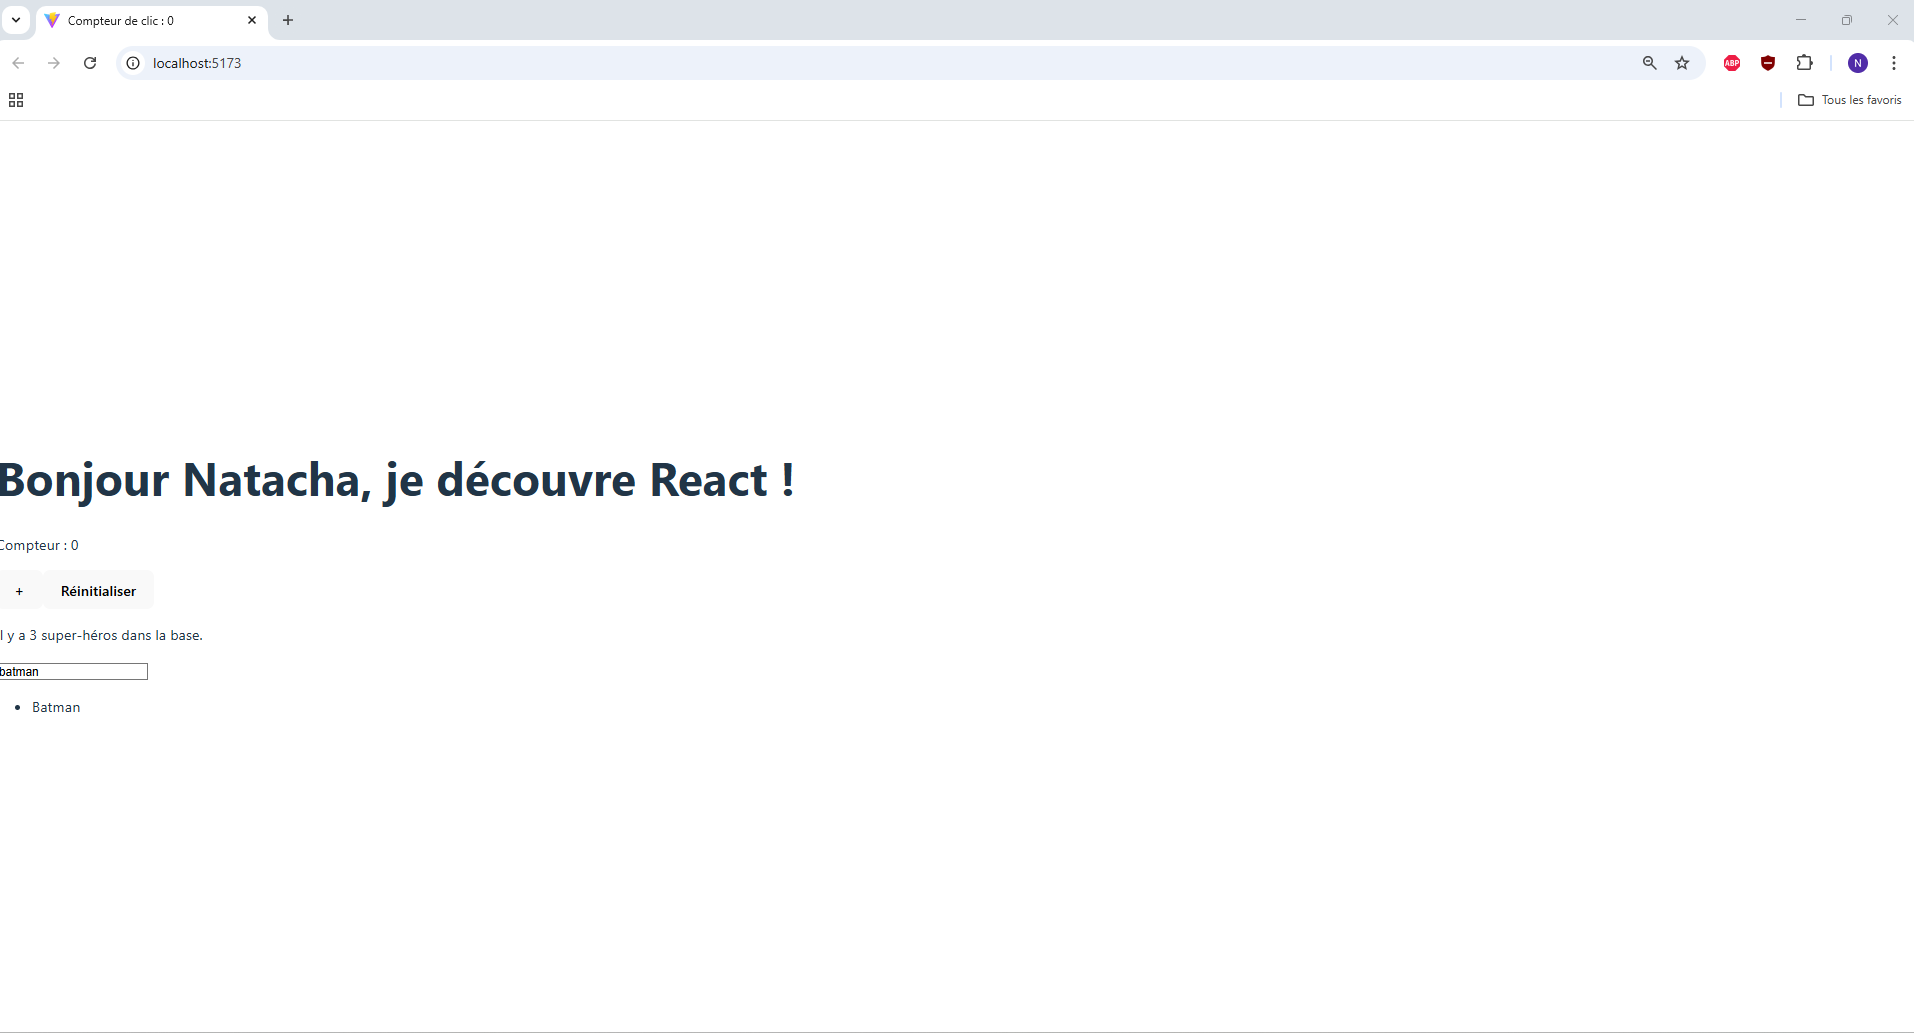 Compteur de clic : 0
localhost:5173
ABP
N
Tous les favoris
Bonjour Natacha, je découvre React !
Compteur : 0
+ Réinitialiser
l y a 3 super-héros dans la base.
batman
• Batman